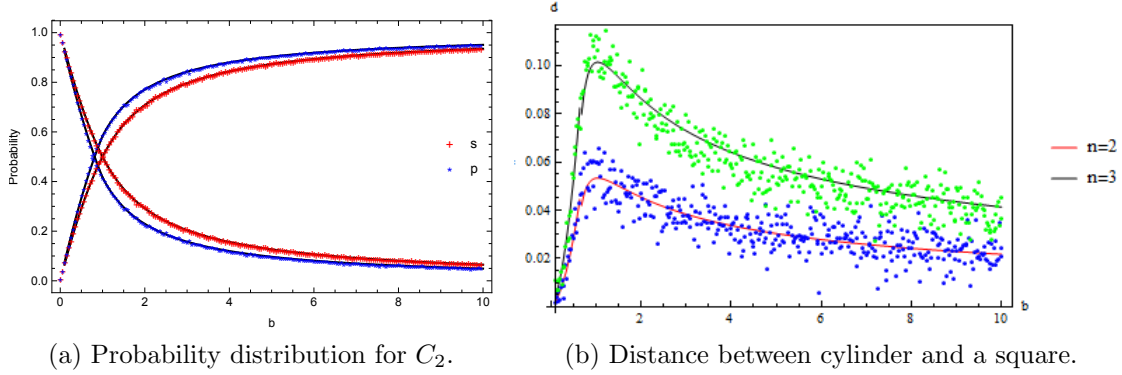 d
1.0
0.8
0.6
0.4
0.2
0.0
Probability
0
2
4
6
8
10
b
s
p
(a) Probability distribution for C₂.
0.10
0.08
0.06
0.04
0.02
2
4
6
8
10
b
n=2
n=3
(b) Distance between cylinder and a square.